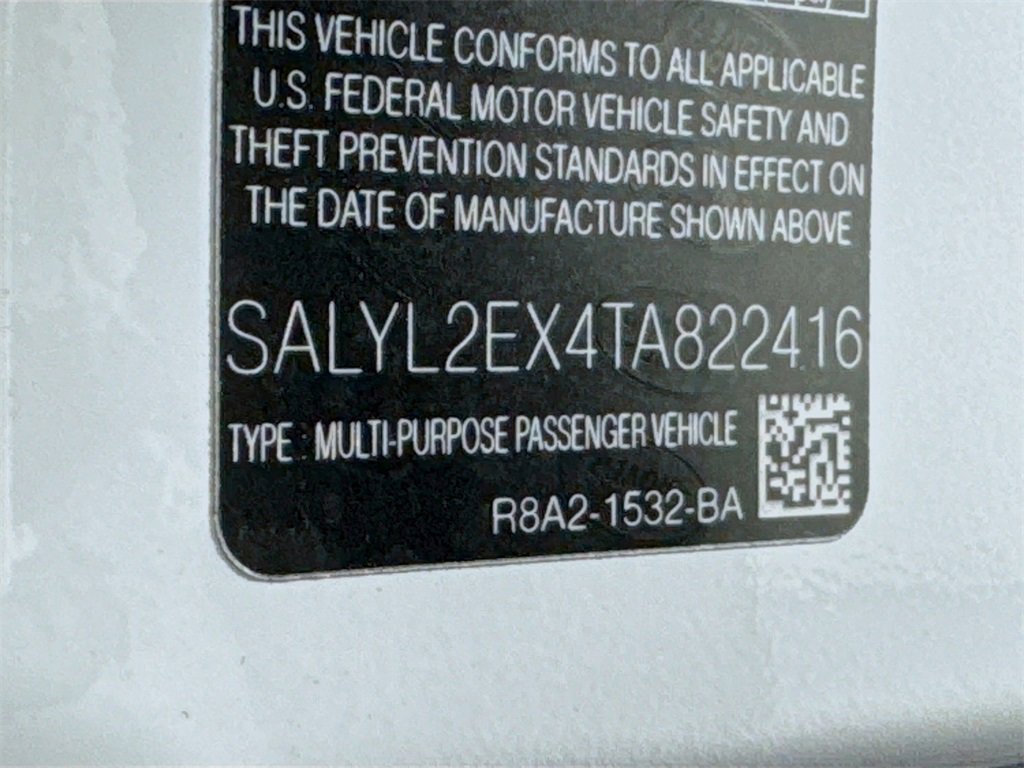 THIS VEHICLE CONFORMS TO ALL APPLICABLE
U.S. FEDERAL MOTOR VEHICLE SAFETY AND
THEFT PREVENTION STANDARDS IN EFFECT ON
THE DATE OF MANUFACTURE SHOWN ABOVE
SALYL2EX4TA822416
TYPE : MULTI-PURPOSE PASSENGER VEHICLE
R8A2-1532-BA